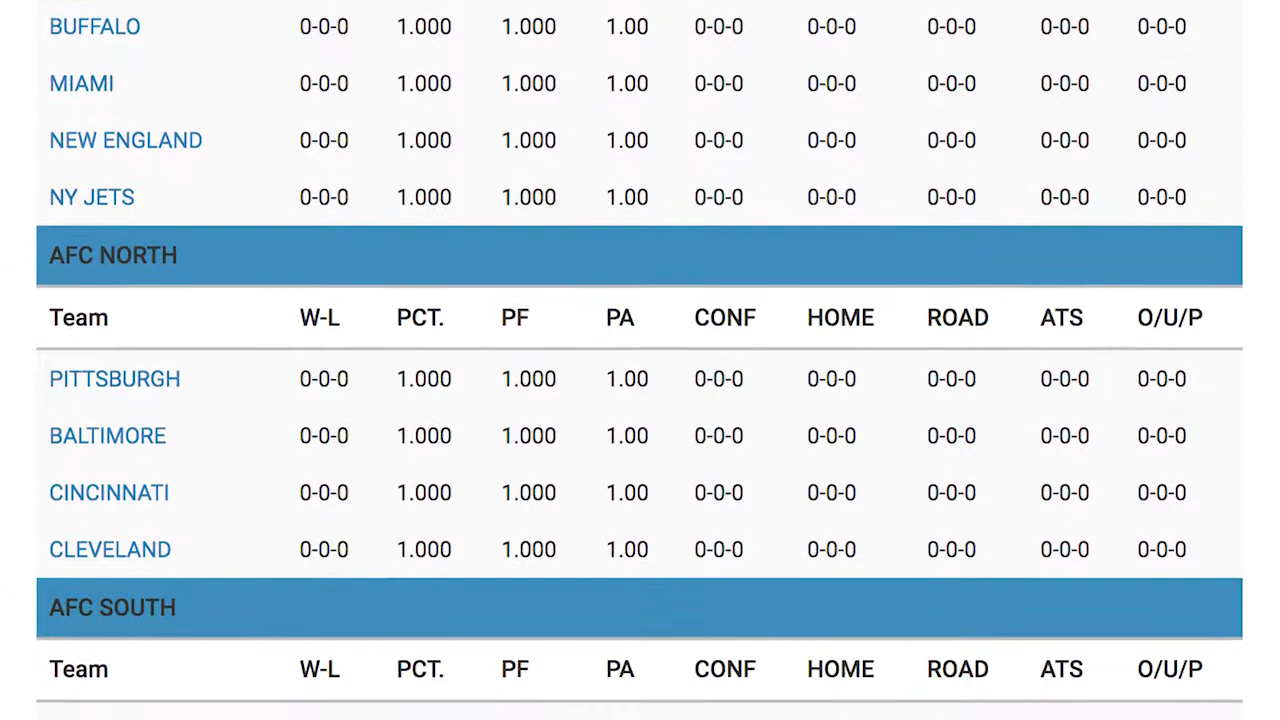 BUFFALO 0-0-0 1.000 1.000 1.00 0-0-0 0-0-0 0-0-0 0-0-0 0-0-0
MIAMI 0-0-0 1.000 1.000 1.00 0-0-0 0-0-0 0-0-0 0-0-0 0-0-0
NEW ENGLAND 0-0-0 1.000 1.000 1.00 0-0-0 0-0-0 0-0-0 0-0-0 0-0-0
NY JETS 0-0-0 1.000 1.000 1.00 0-0-0 0-0-0 0-0-0 0-0-0 0-0-0
AFC NORTH
Team W-L PCT. PF PA CONF HOME ROAD ATS O/U/P
PITTSBURGH 0-0-0 1.000 1.000 1.00 0-0-0 0-0-0 0-0-0 0-0-0 0-0-0
BALTIMORE 0-0-0 1.000 1.000 1.00 0-0-0 0-0-0 0-0-0 0-0-0 0-0-0
CINCINNATI 0-0-0 1.000 1.000 1.00 0-0-0 0-0-0 0-0-0 0-0-0 0-0-0
CLEVELAND 0-0-0 1.000 1.000 1.00 0-0-0 0-0-0 0-0-0 0-0-0 0-0-0
AFC SOUTH
Team W-L PCT. PF PA CONF HOME ROAD ATS O/U/P